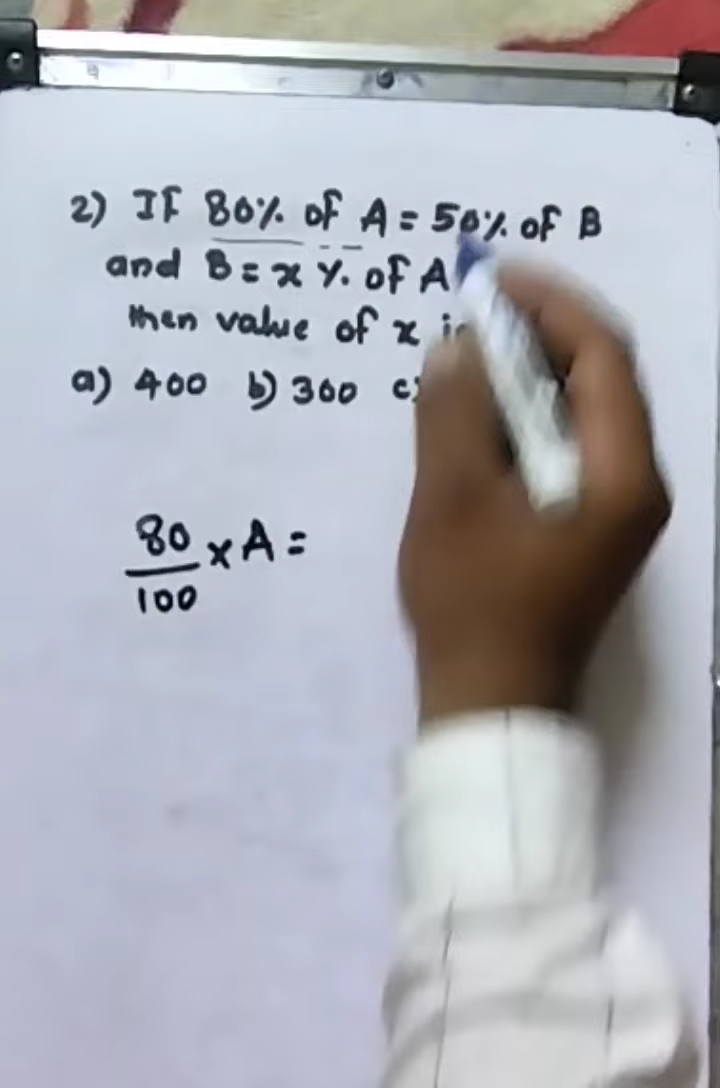 2) If 80% of A = 50% of B
and B = x % of A
then value of x
a) 400 b) 300 c)
80
100
× A =